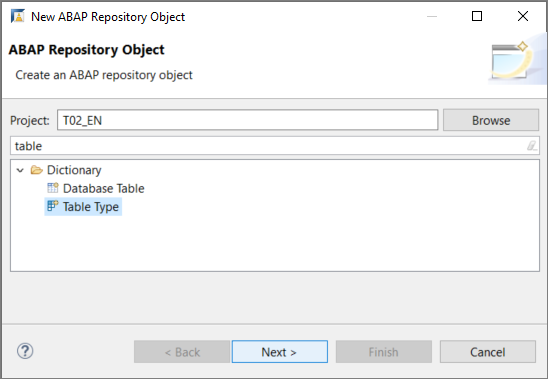 New ABAP Repository Object
ABAP Repository Object
Create an ABAP repository object
Project: T02_EN Browse
table
Dictionary
Database Table
Table Type
? < Back Next > Finish Cancel